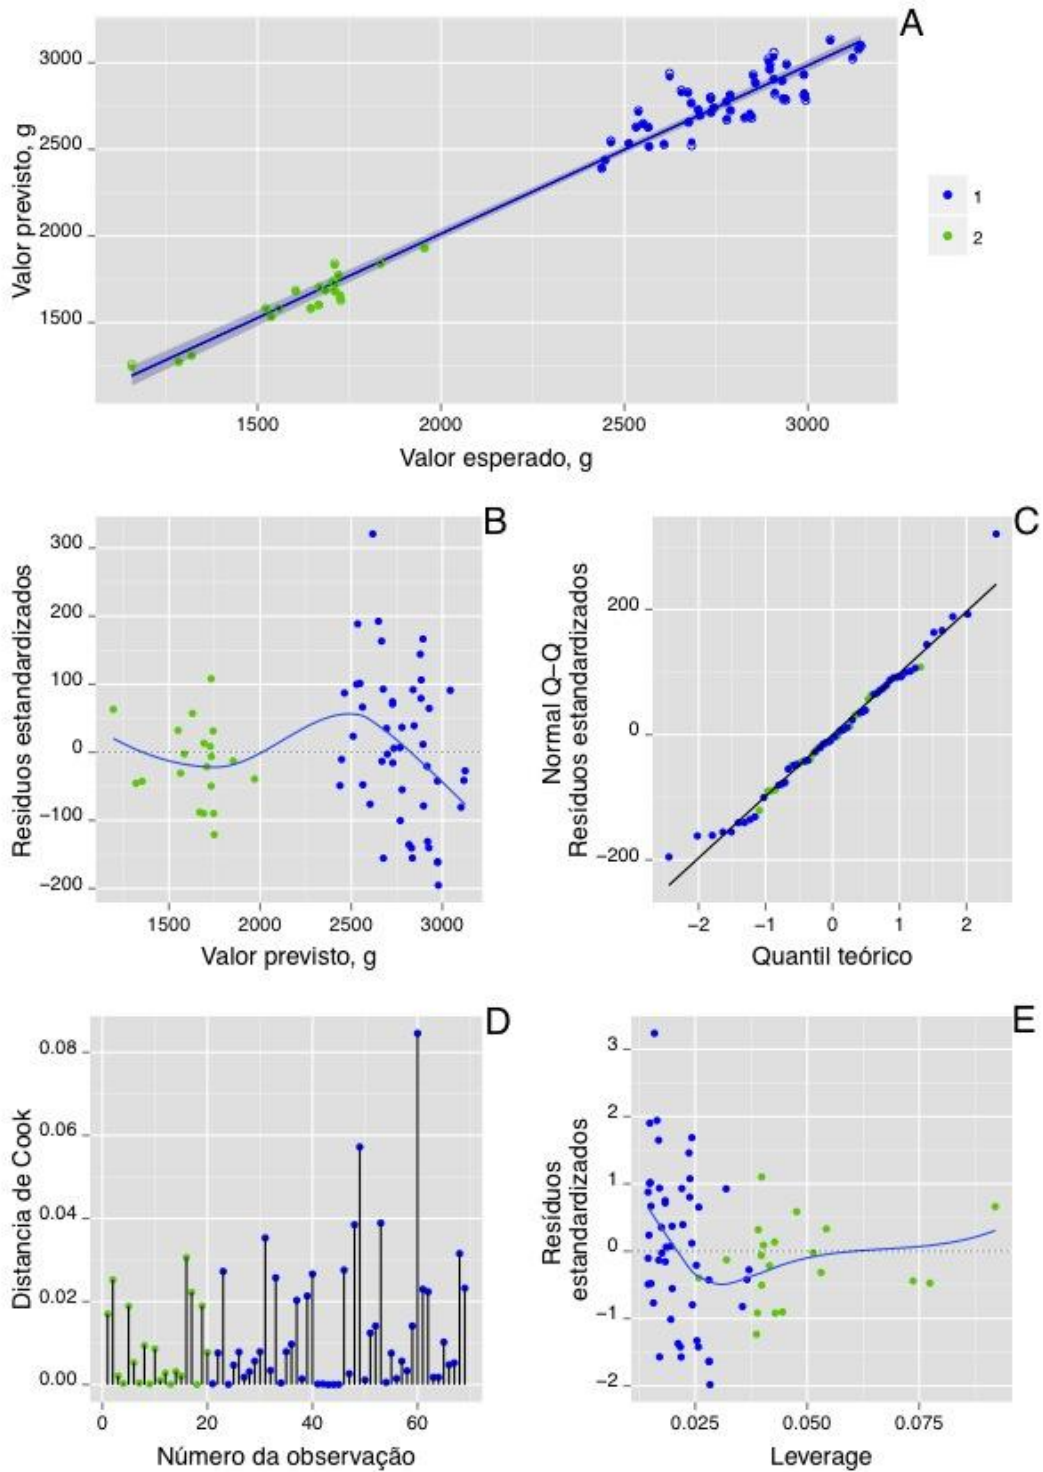 A
3000
2500
2000
1500
Valor previsto, g
1500
2000
2500
3000
Valor esperado, g
1
2
B
300
200
100
0
−100
−200
Resíduos estandardizados
1500
2000
2500
3000
Valor previsto, g
C
200
0
−200
Normal Q−Q
Resíduos estandardizados
−2
−1
0
1
2
Quantil teórico
D
0.08
0.06
0.04
0.02
0.00
Distancia de Cook
0
20
40
60
Número da observação
E
3
2
1
0
−1
−2
Resíduos
estandardizados
0.025
0.050
0.075
Leverage